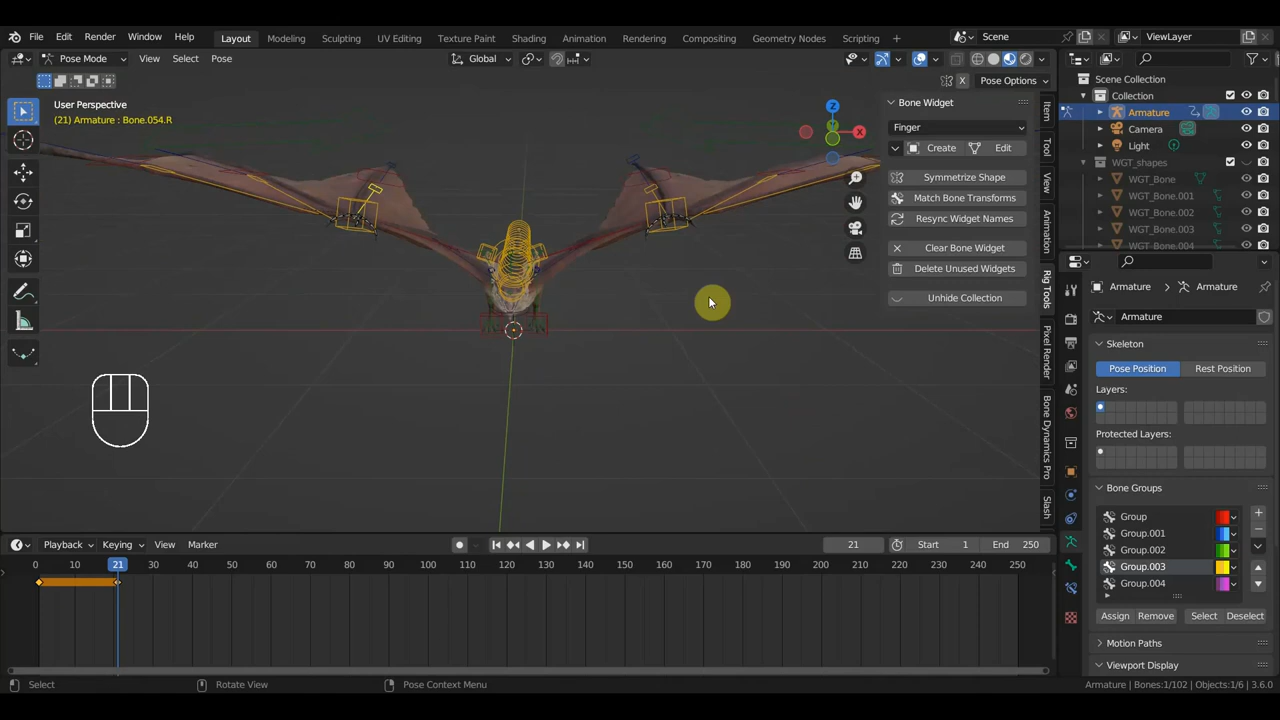 File Edit Render Window Help Layout Modeling Sculpting UV Editing Texture Paint Shading Animation Rendering Compositing Geometry Nodes Scripting + Scene ViewLayer
Pose Mode View Select Pose Global
X Pose Options
User Perspective
(21) Armature : Bone.054.R
Z
Y
X
Bone Widget
Finger
Create Edit
Symmetrize Shape
Match Bone Transforms
Resync Widget Names
Clear Bone Widget
Delete Unused Widgets
Unhide Collection
Item
Tool
View
Animation
Rig Tools
Pixel Render
Bone Dynamics Pro
Slash
Scene Collection
Collection
Armature
Camera
Light
WGT_shapes
WGT_Bone
WGT_Bone.001
WGT_Bone.002
WGT_Bone.003
WGT_Bone.004
Armature Armature
Armature
Skeleton
Pose Position Rest Position
Layers:
Protected Layers:
Bone Groups
Group
Group.001
Group.002
Group.003
Group.004
Assign Remove Select Deselect
Motion Paths
Viewport Display
Playback Keying View Marker 21 Start 1 End 250
0 10 21 30 40 50 60 70 80 90 100 110 120 130 140 150 160 170 180 190 200 210 220 230 240 250
Select Rotate View Pose Context Menu Armature | Bones:1/102 | Objects:1/6 | 3.6.0